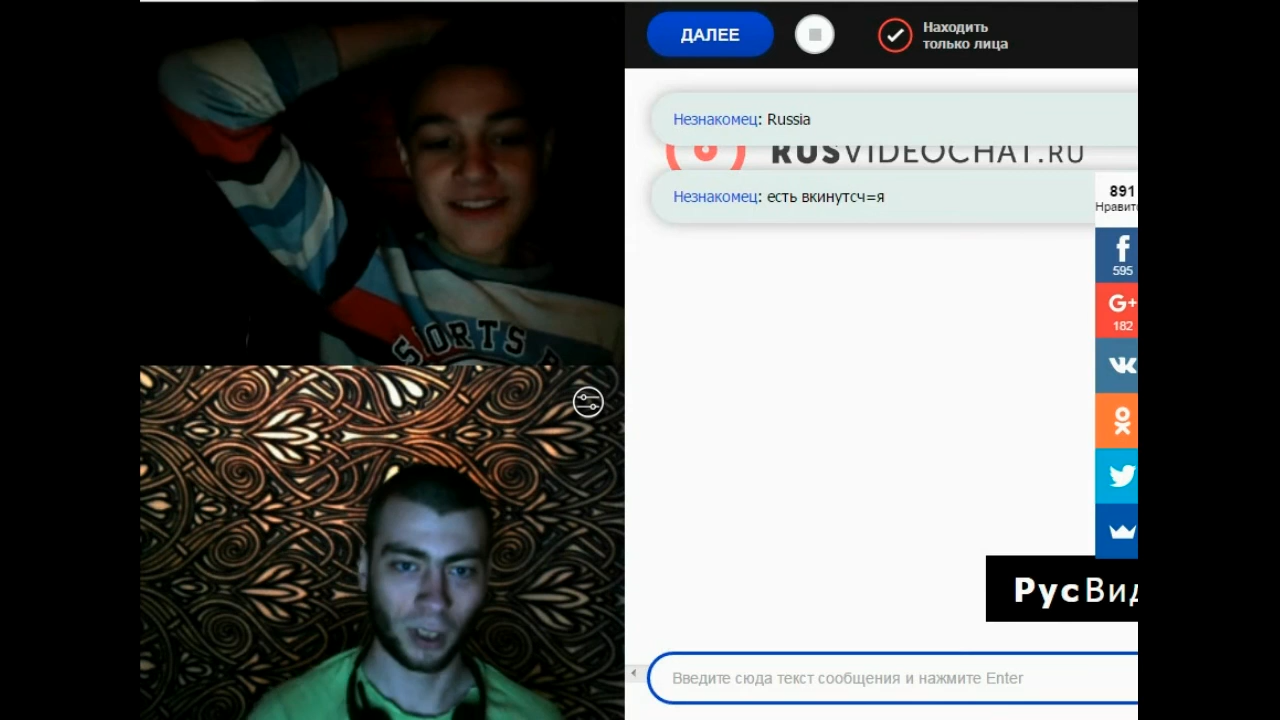 ДАЛЕЕ
Находить
только лица
Незнакомец: Russia
RUSVIDEOCHAT.RU
Незнакомец: есть вкинутсч=я
891
Нравить
f
595
G+
182
РусВид
Введите сюда текст сообщения и нажмите Enter